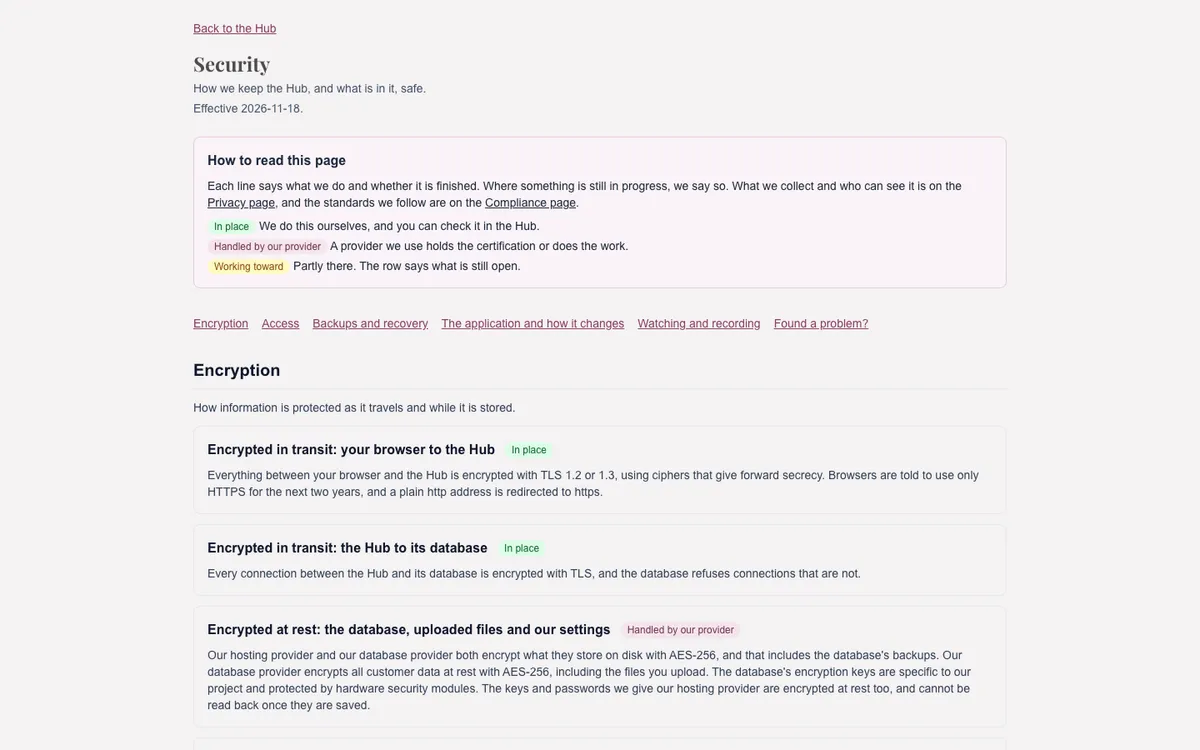 Back to the Hub
Security
How we keep the Hub, and what is in it, safe.
Effective 2026-11-18.
How to read this page
Each line says what we do and whether it is finished. Where something is still in progress, we say so. What we collect and who can see it is on the
Privacy page, and the standards we follow are on the Compliance page.
In place We do this ourselves, and you can check it in the Hub.
Handled by our provider A provider we use holds the certification or does the work.
Working toward Partly there. The row says what is still open.
Encryption Access Backups and recovery The application and how it changes Watching and recording Found a problem?
Encryption
How information is protected as it travels and while it is stored.
Encrypted in transit: your browser to the Hub In place
Everything between your browser and the Hub is encrypted with TLS 1.2 or 1.3, using ciphers that give forward secrecy. Browsers are told to use only
HTTPS for the next two years, and a plain http address is redirected to https.
Encrypted in transit: the Hub to its database In place
Every connection between the Hub and its database is encrypted with TLS, and the database refuses connections that are not.
Encrypted at rest: the database, uploaded files and our settings Handled by our provider
Our hosting provider and our database provider both encrypt what they store on disk with AES-256, and that includes the database's backups. Our
database provider encrypts all customer data at rest with AES-256, including the files you upload. The database's encryption keys are specific to our
project and protected by hardware security modules. The keys and passwords we give our hosting provider are encrypted at rest too, and cannot be
read back once they are saved.